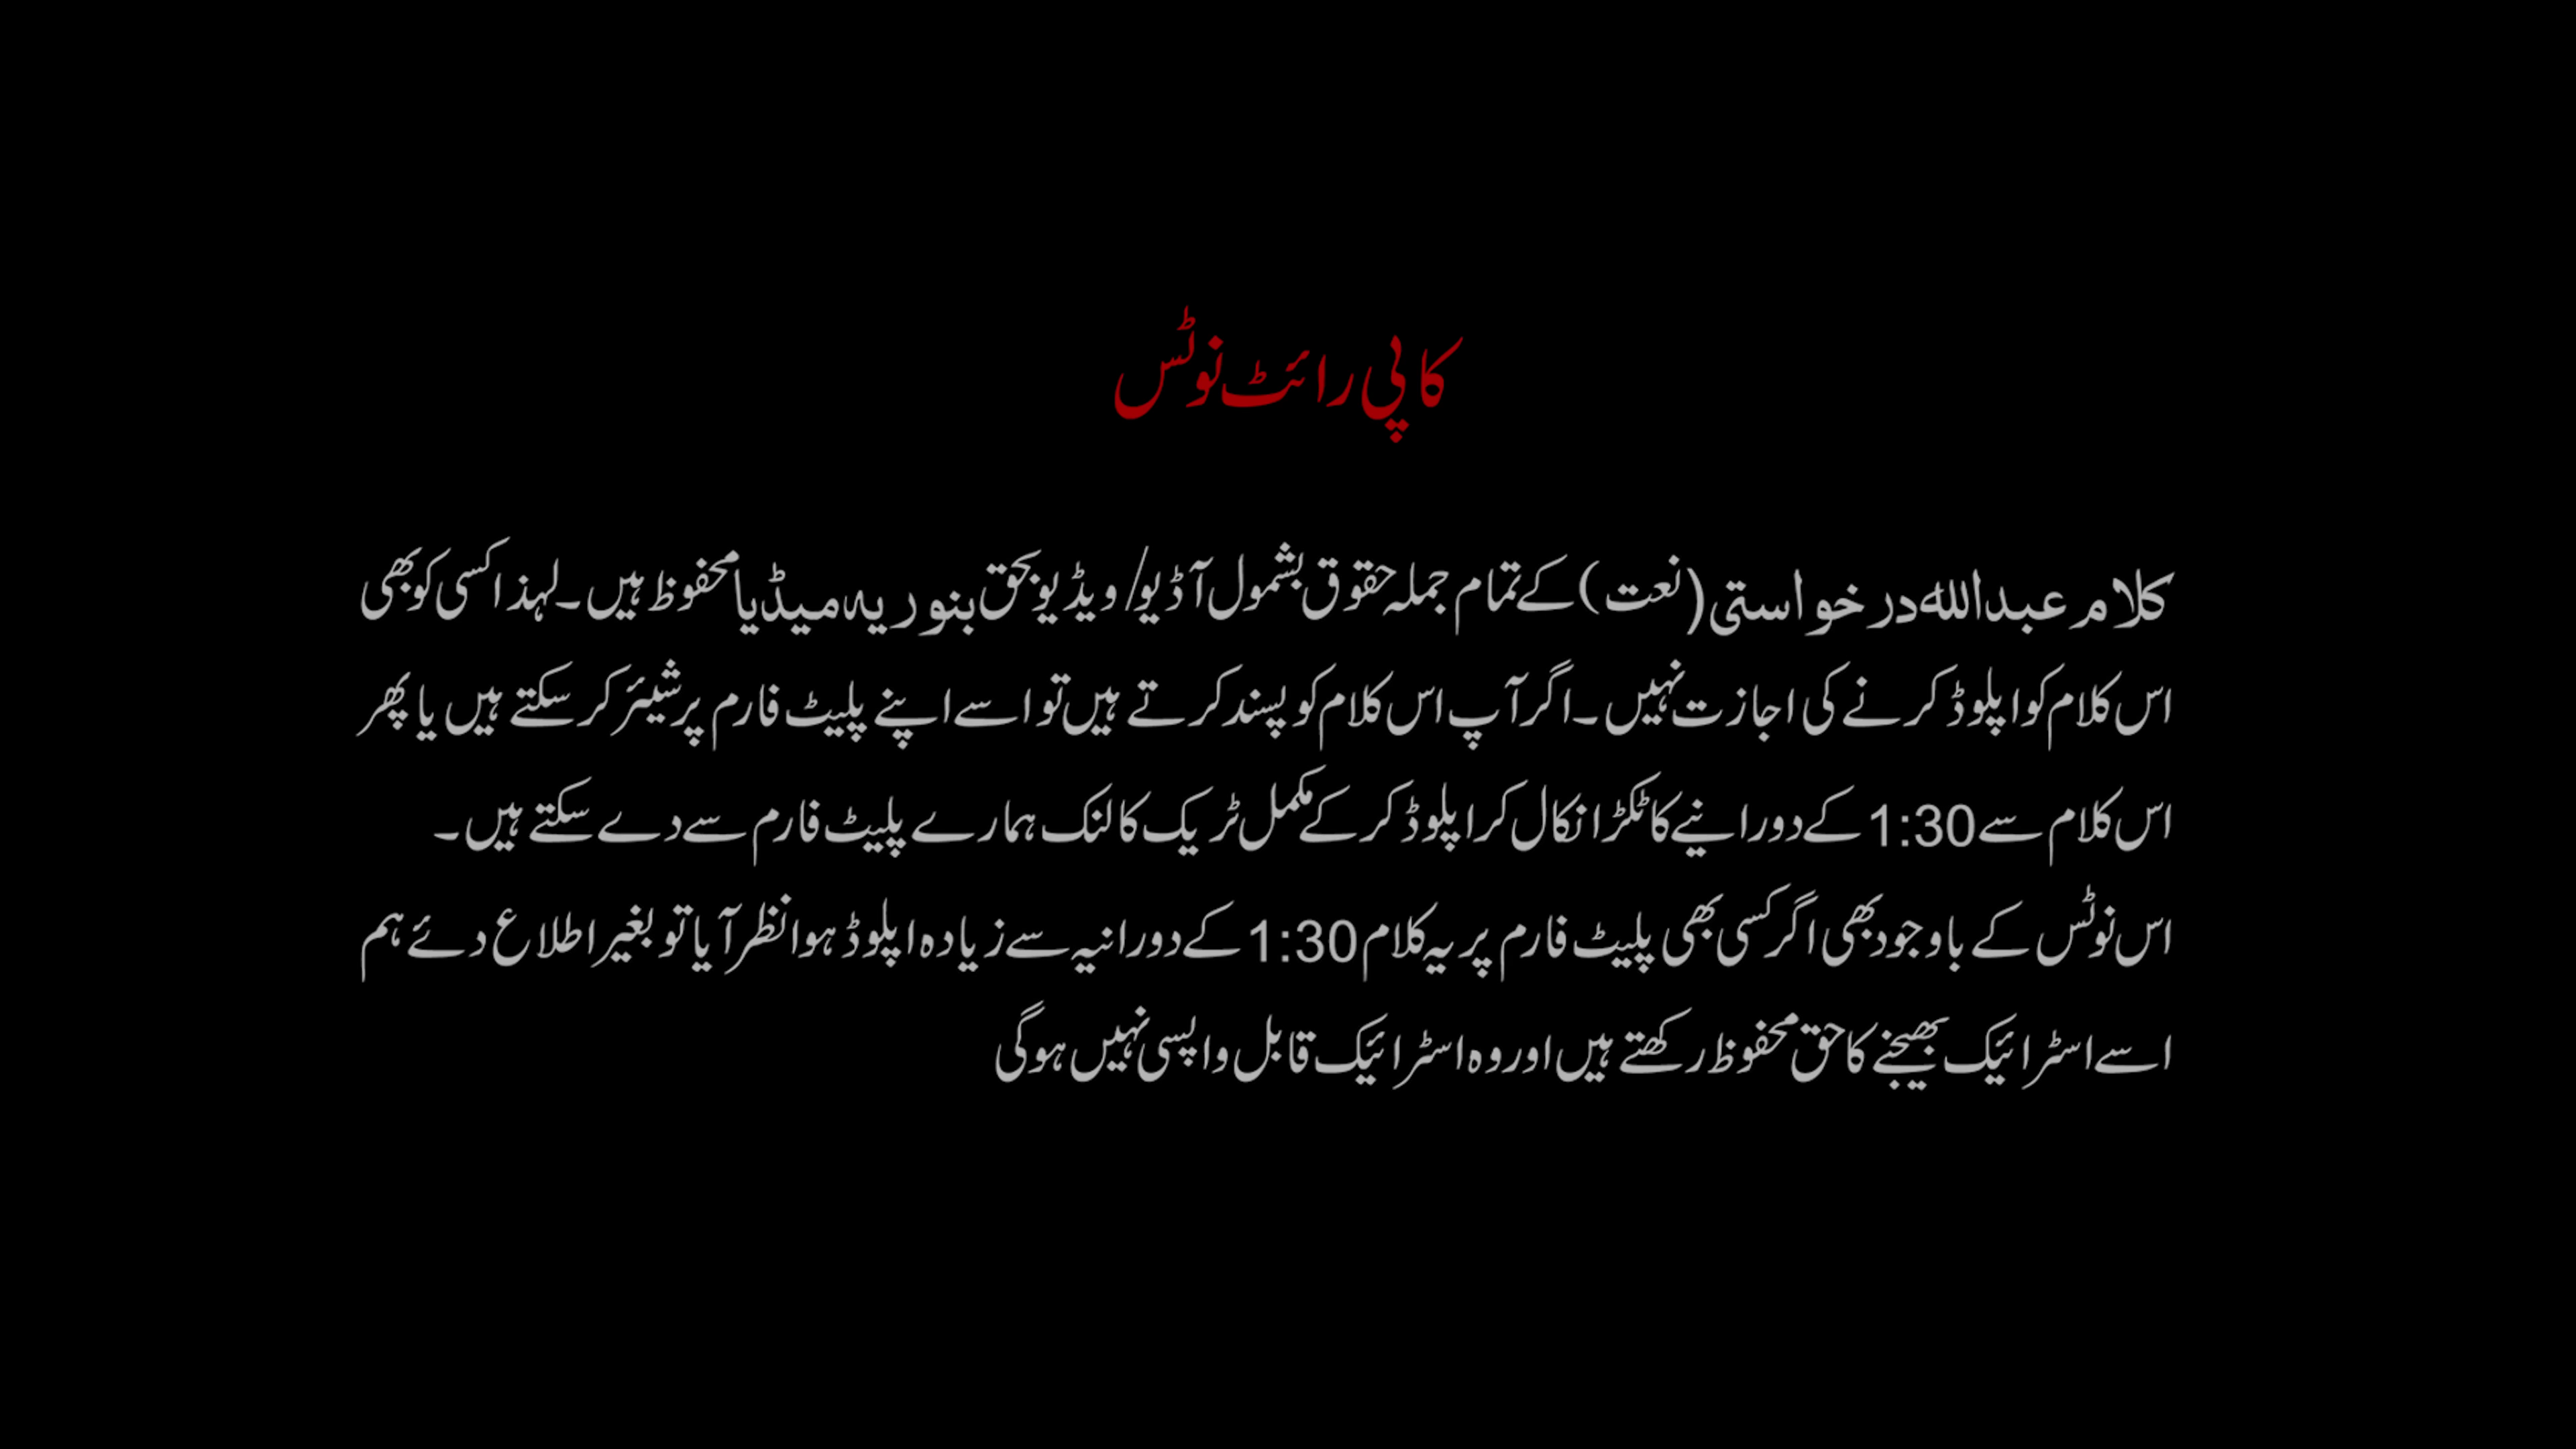 کاپی رائٹ نوٹس
کلام عبداللہ درخواستی (نعت) کے تمام جملہ حقوق بشمول آڈیو/ویڈیو بحق بنوریہ میڈیا محفوظ ہیں۔ لہذا کسی کو بھی
اس کلام کو اپلوڈ کرنے کی اجازت نہیں۔ اگر آپ اس کلام کو پسند کرتے ہیں تو اسے اپنے پلیٹ فارم پر شیئر کر سکتے ہیں یا پھر
اس کلام سے 1:30 کے دورانیے کا ٹکڑا نکال کر اپلوڈ کر کے مکمل ٹریک کا لنک ہمارے پلیٹ فارم سے دے سکتے ہیں۔
اس نوٹس کے باوجود بھی اگر کسی بھی پلیٹ فارم پر یہ کلام 1:30 کے دورانیہ سے زیادہ اپلوڈ ہوا نظر آیا تو بغیر اطلاع دئے ہم
اسے اسٹرائیک بھیجنے کا حق محفوظ رکھتے ہیں اور وہ اسٹرائیک قابل واپسی نہیں ہوگی